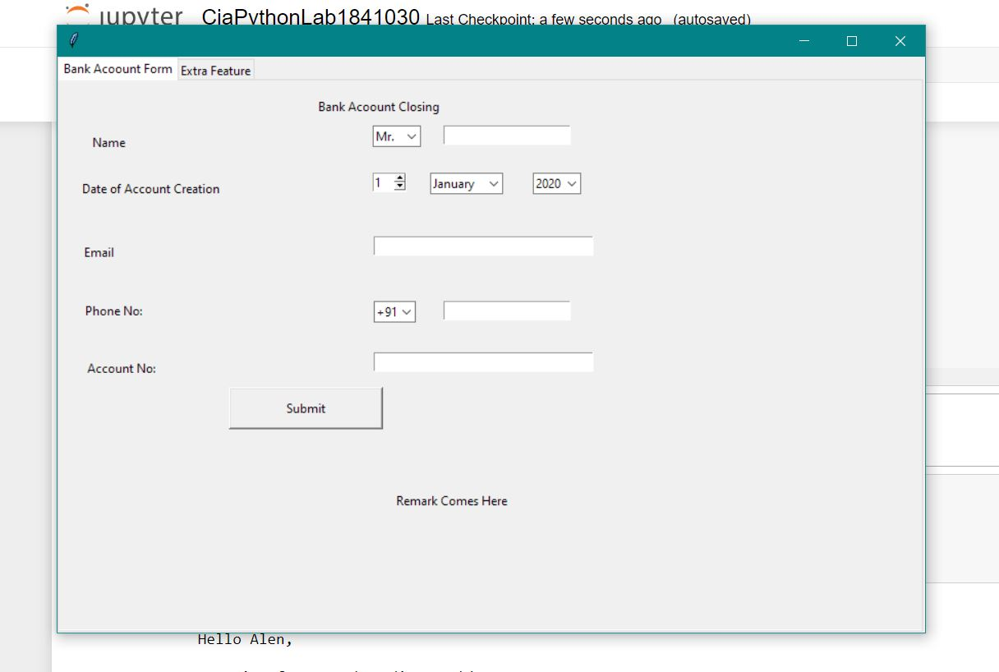 jupyter CiaPythonLab1841030 Last Checkpoint: a few seconds ago (autosaved)
Bank Acoount Form Extra Feature
Bank Acoount Closing
Name Mr.
Date of Account Creation 1 January 2020
Email
Phone No: +91
Account No:
Submit
Remark Comes Here
Hello Alen,